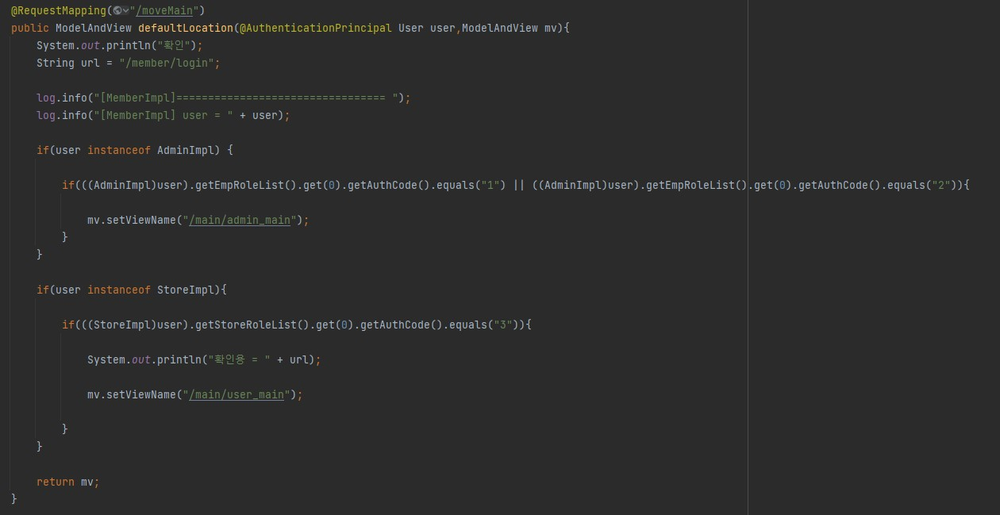 @RequestMapping("/moveMain")
public ModelAndView defaultLocation(@AuthenticationPrincipal User user,ModelAndView mv){
System.out.println("확인");
String url = "/member/login";
log.info("[MemberImpl]================================= ");
log.info("[MemberImpl] user = " + user);
if(user instanceof AdminImpl) {
if(((AdminImpl)user).getEmpRoleList().get(0).getAuthCode().equals("1") || ((AdminImpl)user).getEmpRoleList().get(0).getAuthCode().equals("2")){
mv.setViewName("/main/admin_main");
}
}
if(user instanceof StoreImpl){
if(((StoreImpl)user).getStoreRoleList().get(0).getAuthCode().equals("3")){
System.out.println("확인용 = " + url);
mv.setViewName("/main/user_main");
}
}
return mv;
}